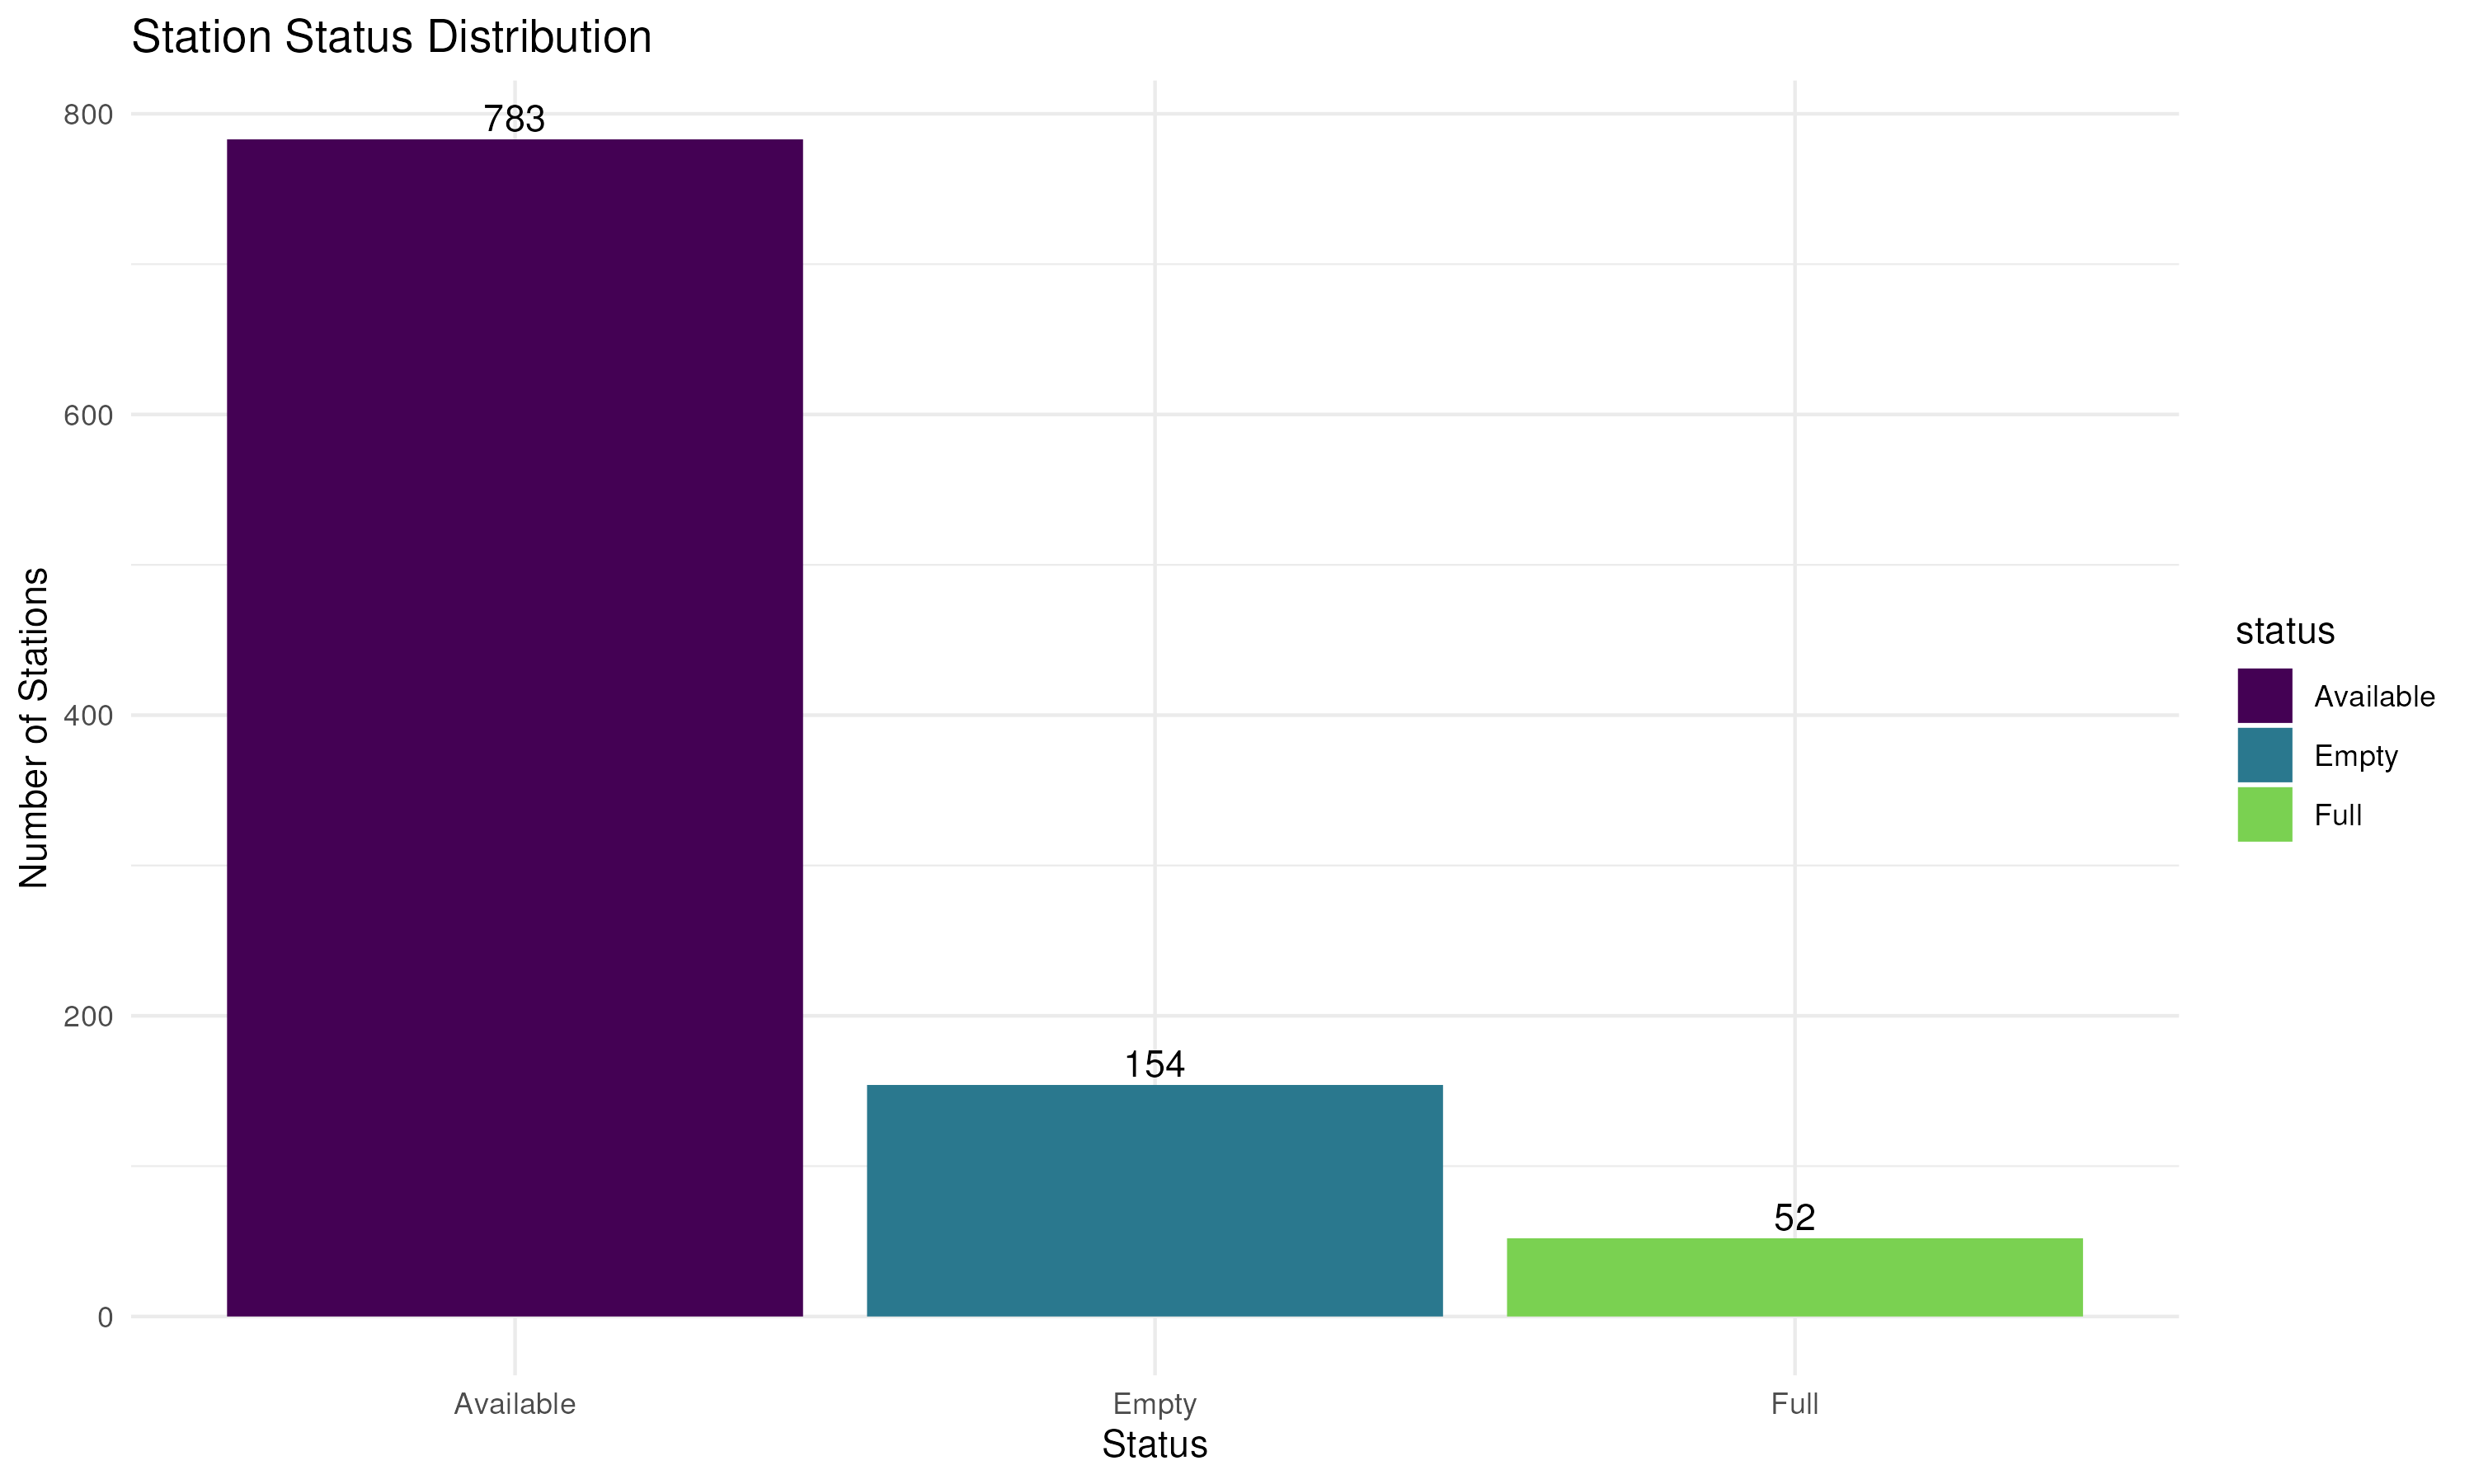 Station Status Distribution
800
600
400
200
0
Number of Stations
783
154
52
Available
Empty
Full
Status
status
Available
Empty
Full